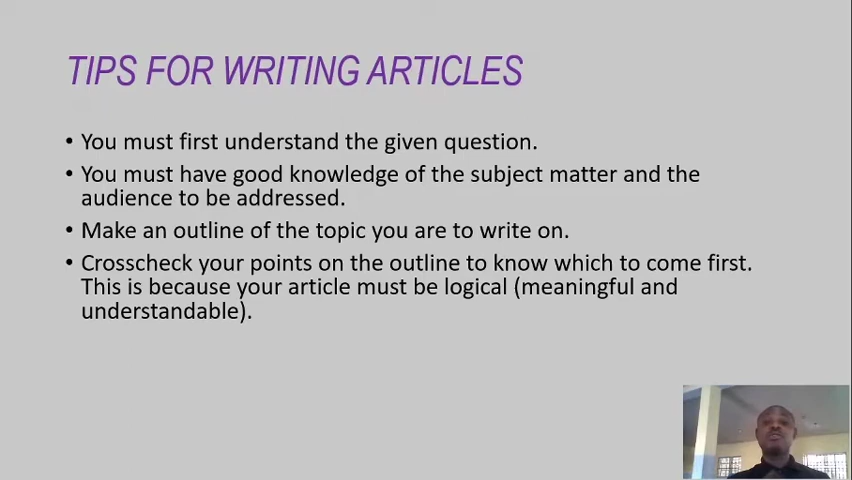 TIPS FOR WRITING ARTICLES
• You must first understand the given question.
• You must have good knowledge of the subject matter and the
audience to be addressed.
• Make an outline of the topic you are to write on.
• Crosscheck your points on the outline to know which to come first.
This is because your article must be logical (meaningful and
understandable).